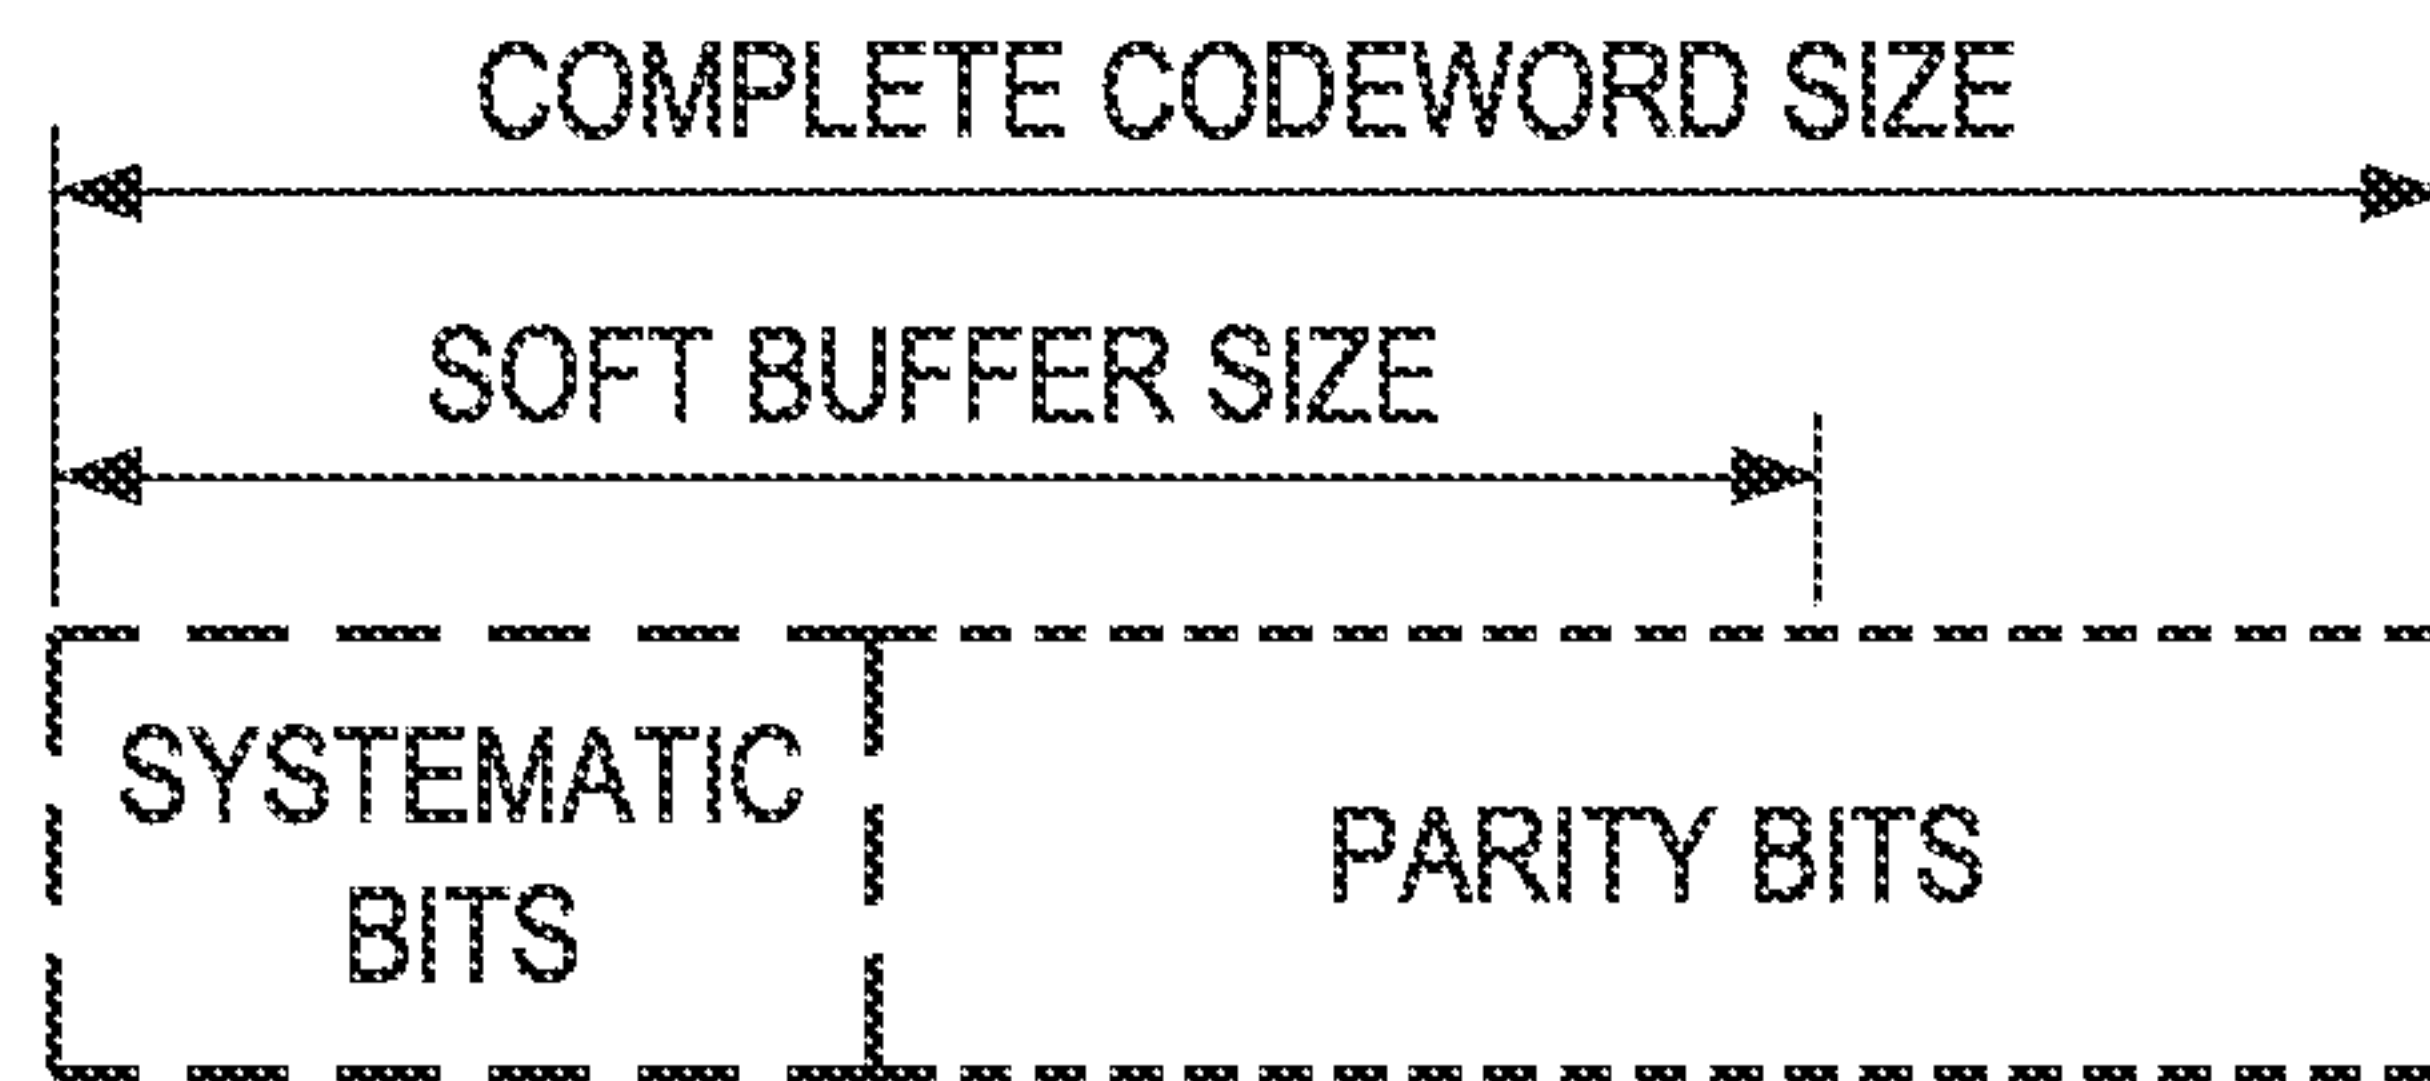 COMPLETE CODEWORD SIZE
SOFT BUFFER SIZE
SYSTEMATIC
BITS
PARITY BITS